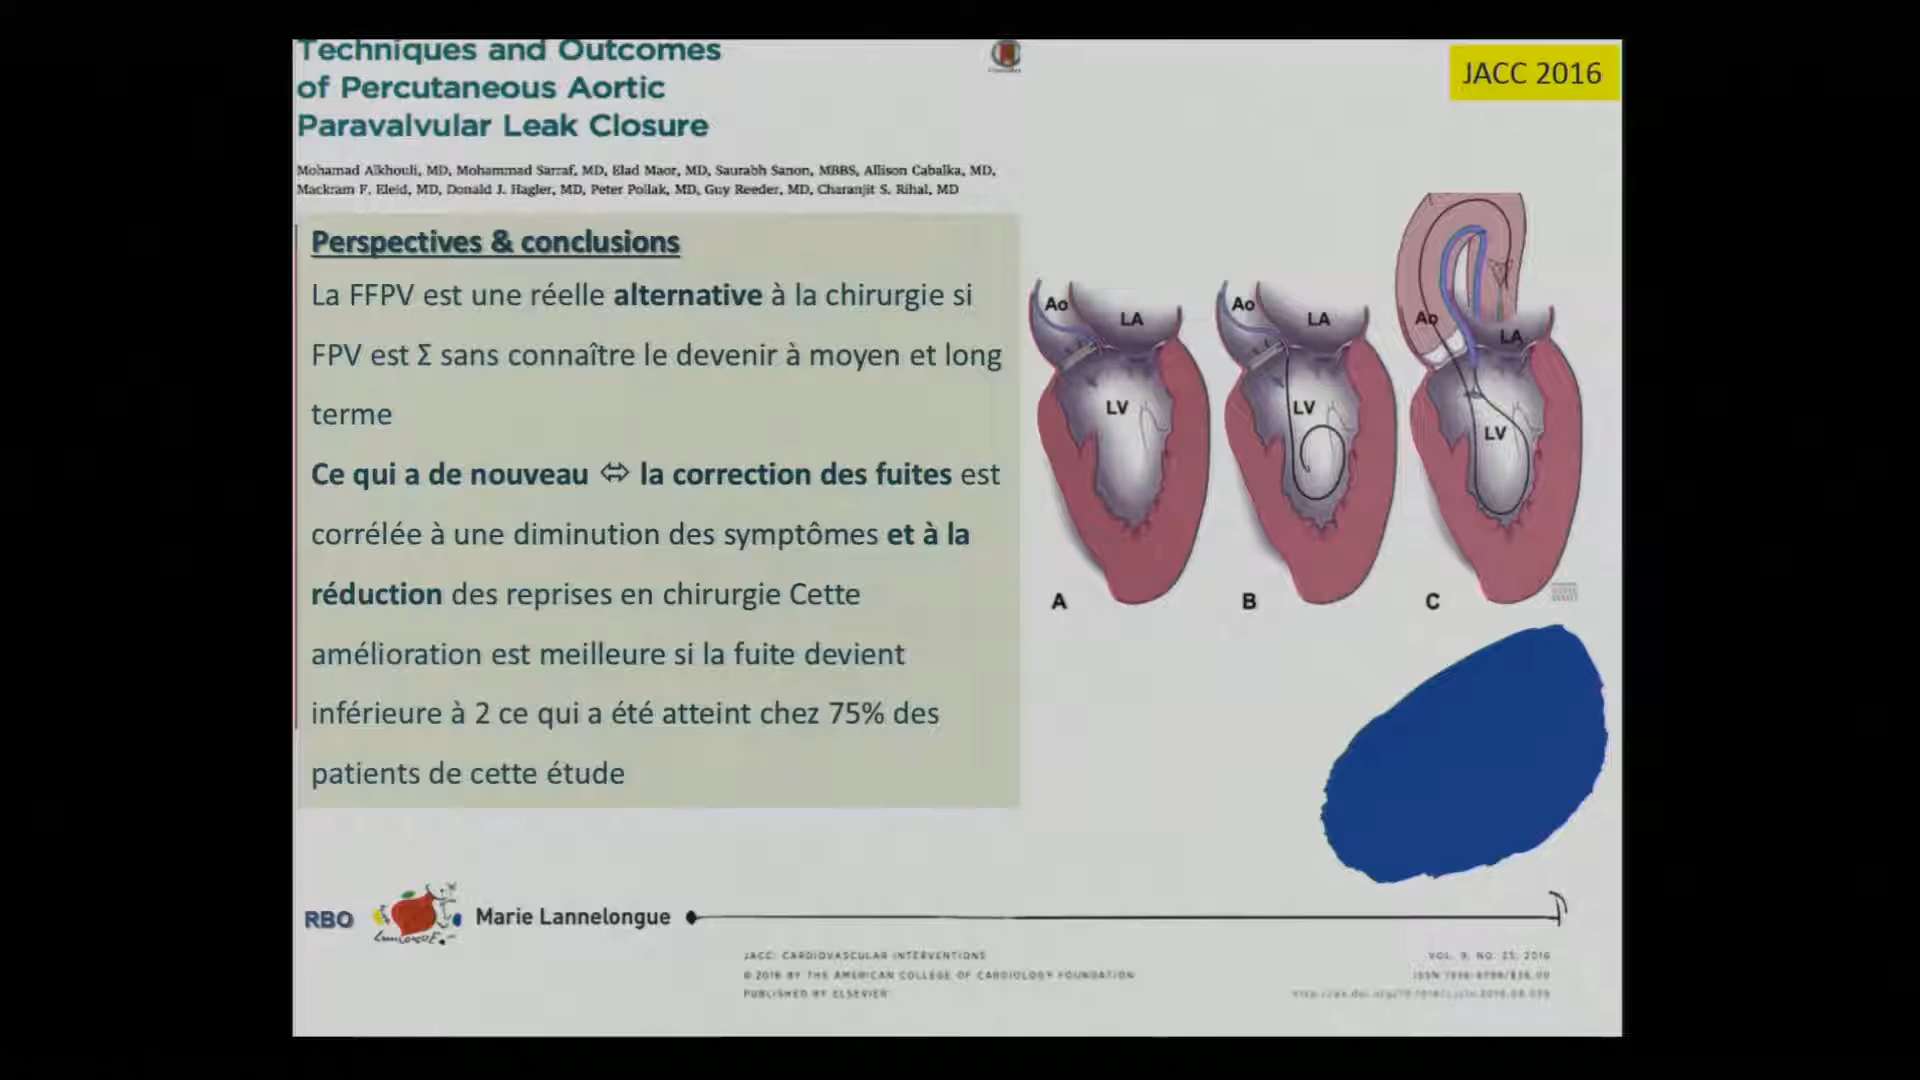 Techniques and Outcomes
of Percutaneous Aortic
Paravalvular Leak Closure
JACC 2016
Mohamad Alkhouli, MD, Mohammad Sarraf, MD, Elad Maor, MD, Saurabh Sanon, MBBS, Allison Cabalka, MD,
Mackram F. Eleid, MD, Donald J. Hagler, MD, Peter Pollak, MD, Guy Reeder, MD, Charanjit S. Rihal, MD
Perspectives & conclusions
La FFPV est une réelle alternative à la chirurgie si
FPV est Σ sans connaître le devenir à moyen et long
terme
Ce qui a de nouveau ⇔ la correction des fuites est
corrélée à une diminution des symptômes et à la
réduction des reprises en chirurgie Cette
amélioration est meilleure si la fuite devient
inférieure à 2 ce qui a été atteint chez 75% des
patients de cette étude
Ao LA LV A
Ao LA LV B
Ao LA LV C
RBO Marie Lannelongue
JACC: CARDIOVASCULAR INTERVENTIONS
© 2016 BY THE AMERICAN COLLEGE OF CARDIOLOGY FOUNDATION
PUBLISHED BY ELSEVIER
VOL. 9, NO. 23, 2016